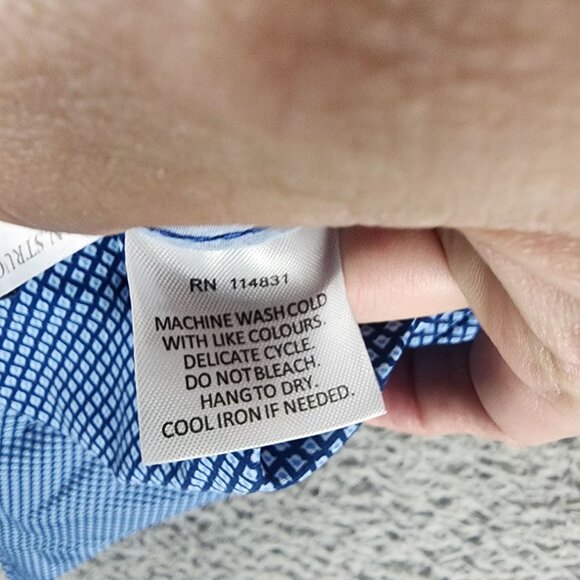 RN 114831
MACHINE WASH COLD
WITH LIKE COLOURS.
DELICATE CYCLE.
DO NOT BLEACH.
HANG TO DRY.
COOL IRON IF NEEDED.